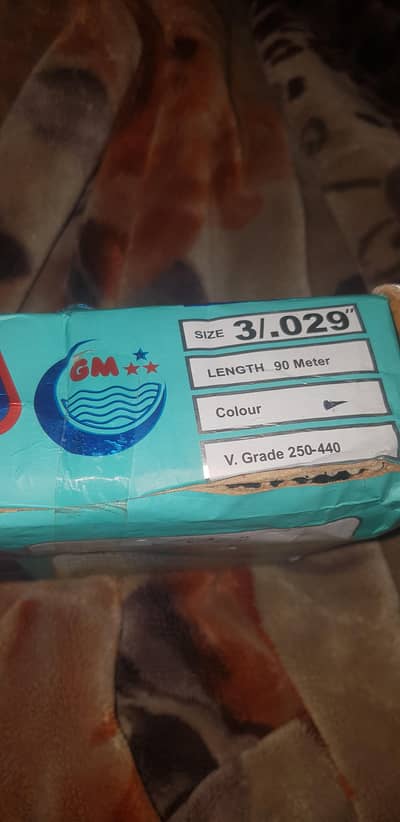 GM
SIZE 3/.029"
LENGTH 90 Meter
Colour
V. Grade 250-440